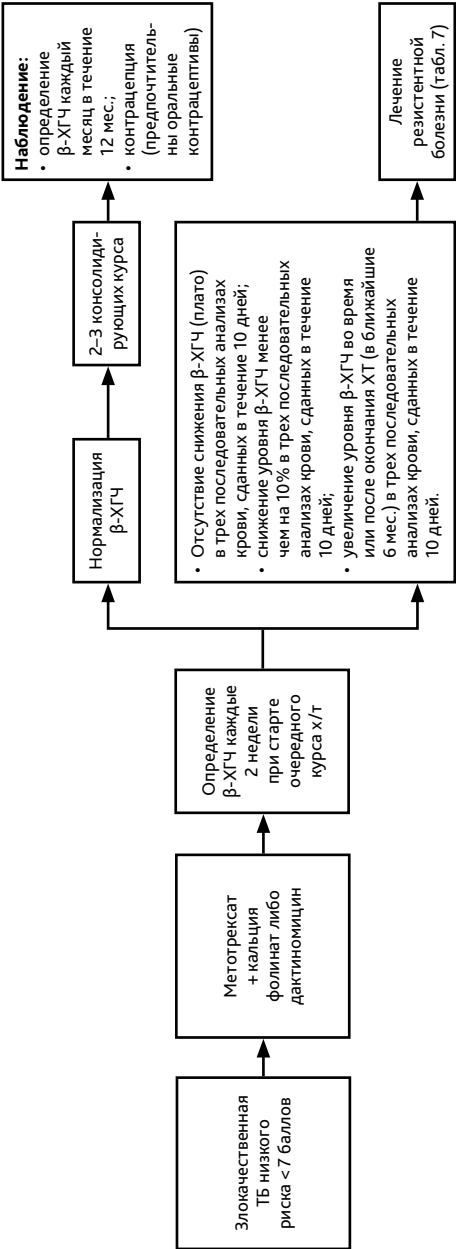 Злокачественная
ТБ низкого
риска < 7 баллов
Метотрексат
+ кальция
фолинат либо
дактиномицин
Определение
β-ХГЧ каждые
2 недели
при старте
очередного
курса х/т
Нормализация
β-ХГЧ
2–3 консолиди-
рующих курса
Наблюдение:
• определение
β-ХГЧ каждый
месяц в течение
12 мес.;
• контрацепция
(предпочтитель-
ны оральные
контрацептивы)
• Отсутствие снижения β-ХГЧ (плато)
в трех последовательных анализах
крови, сданных в течение 10 дней;
• снижение уровня β-ХГЧ менее
чем на 10% в трех последовательных
анализах крови, сданных в течение
10 дней;
• увеличение уровня β-ХГЧ во время
или после окончания ХТ (в ближайшие
6 мес.) в трех последовательных
анализах крови, сданных в течение
10 дней.
Лечение
резистентной
болезни (табл. 7)